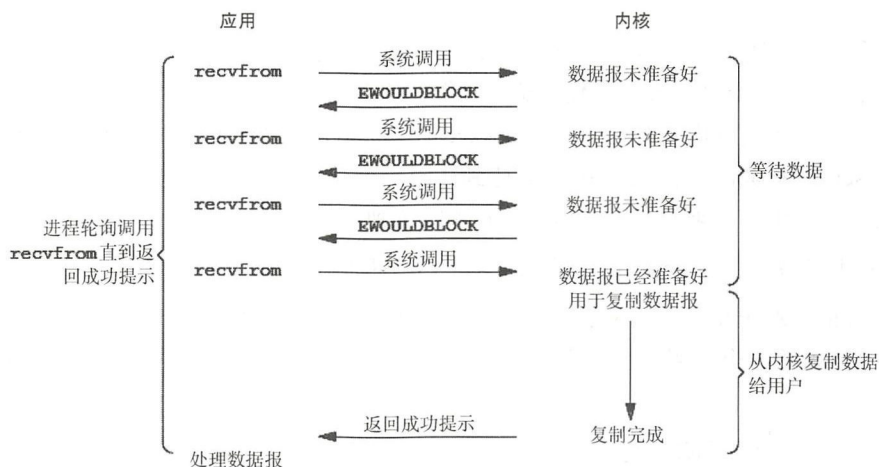 应用 内核
系统调用
recvfrom 数据报未准备好
EWOULDBLOCK
系统调用
recvfrom 数据报未准备好
EWOULDBLOCK
等待数据
系统调用
recvfrom 数据报未准备好
EWOULDBLOCK
进程轮询调用
recvfrom直到返
回成功提示
系统调用
recvfrom 数据报已经准备好
用于复制数据报
从内核复制数据
给用户
返回成功提示
复制完成
处理数据报